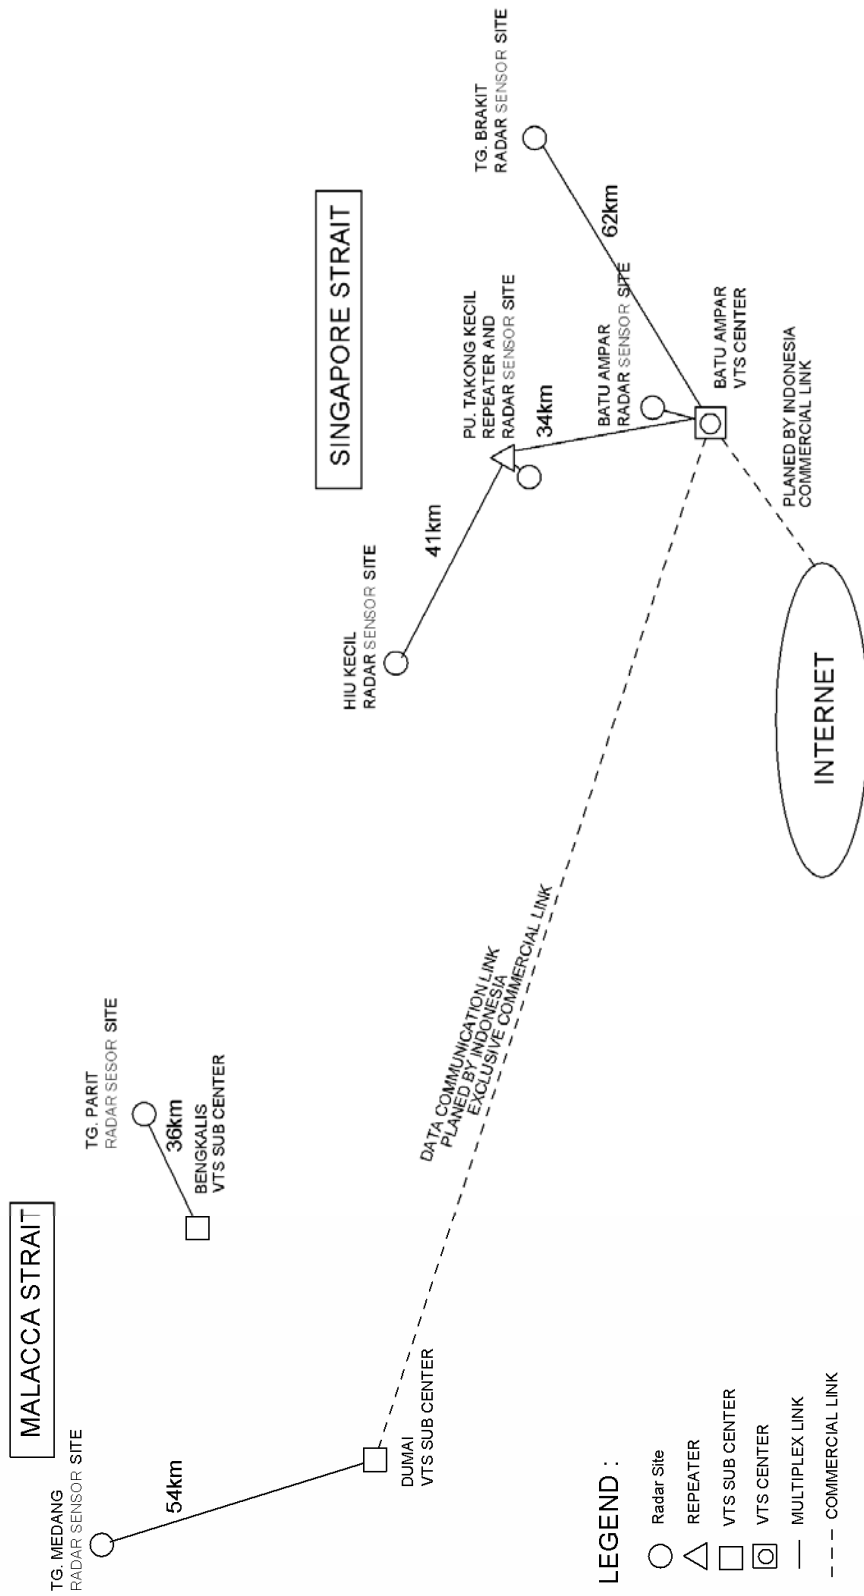 MALACCA STRAIT
SINGAPORE STRAIT
TG. MEDANG
RADAR SENSOR SITE
54km
DUMAI
VTS SUB CENTER
TG. PARIT
RADAR SESOR SITE
36km
BENGKALIS
VTS SUB CENTER
DATA COMMUNICATION LINK
PLANED BY INDONESIA
EXCLUSIVE COMMERCIAL LINK
HIU KECIL
RADAR SENSOR SITE
41km
PU. TAKONG KECIL
REPEATER AND
RADAR SENSOR SITE
34km
BATU AMPAR
RADAR SENSOR SITE
TG. BRAKIT
RADAR SENSOR SITE
62km
BATU AMPAR
VTS CENTER
PLANED BY INDONESIA
COMMERCIAL LINK
INTERNET
LEGEND :
Radar Site
REPEATER
VTS SUB CENTER
VTS CENTER
MULTIPLEX LINK
COMMERCIAL LINK